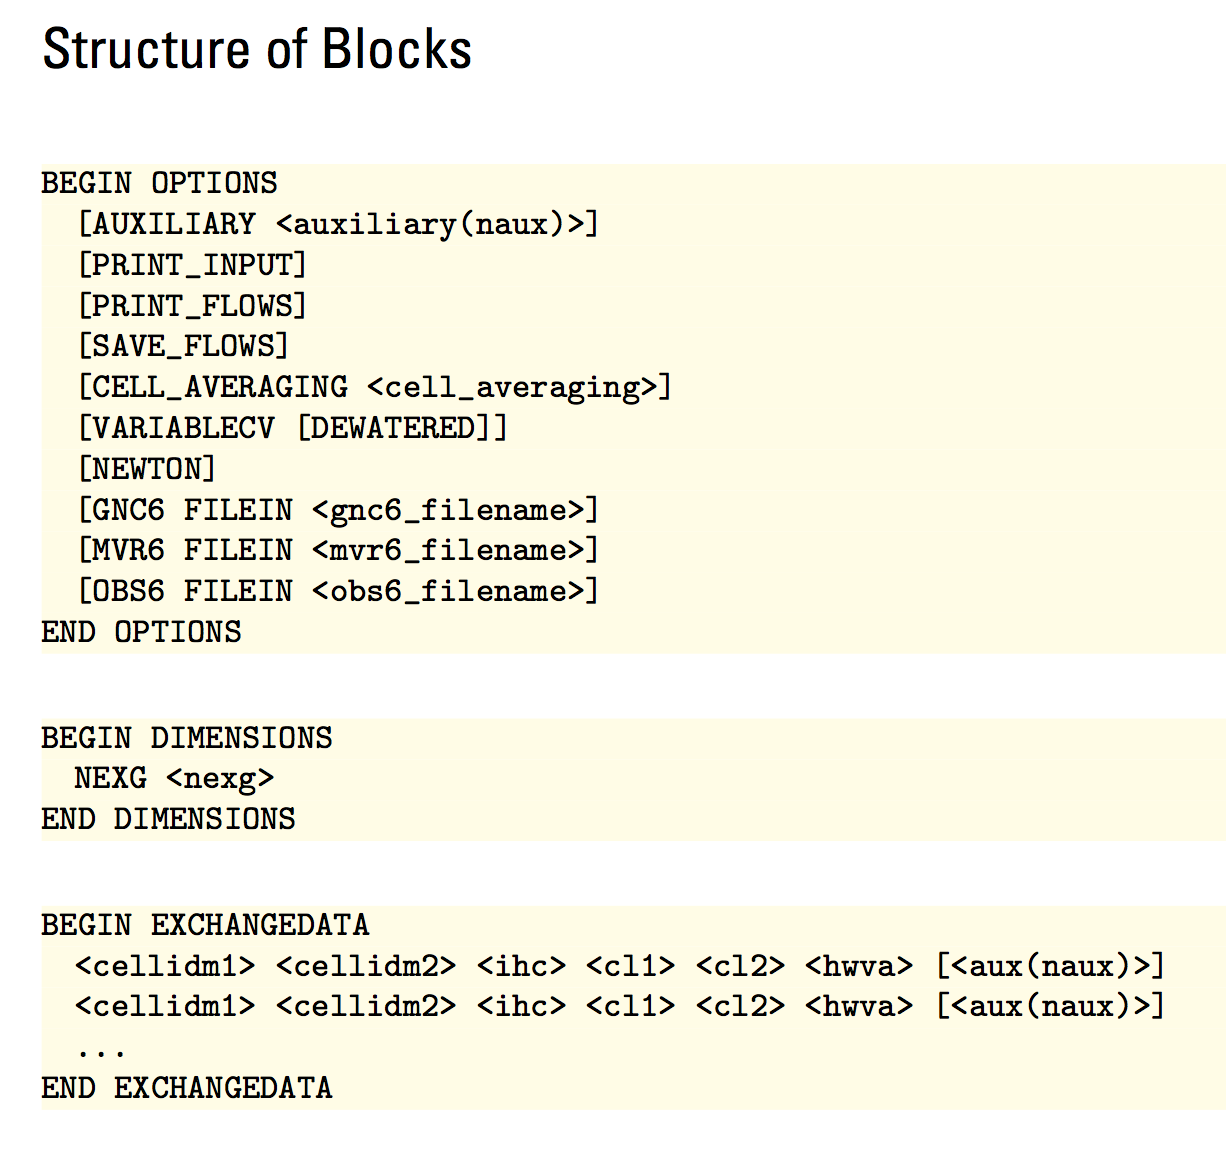 Structure of Blocks
BEGIN OPTIONS
  [AUXILIARY <auxiliary(naux)>]
  [PRINT_INPUT]
  [PRINT_FLOWS]
  [SAVE_FLOWS]
  [CELL_AVERAGING <cell_averaging>]
  [VARIABLECV [DEWATERED]]
  [NEWTON]
  [GNC6 FILEIN <gnc6_filename>]
  [MVR6 FILEIN <mvr6_filename>]
  [OBS6 FILEIN <obs6_filename>]
END OPTIONS
BEGIN DIMENSIONS
  NEXG <nexg>
END DIMENSIONS
BEGIN EXCHANGEDATA
  <cellidm1> <cellidm2> <ihc> <cl1> <cl2> <hwva> [<aux(naux)>]
  <cellidm1> <cellidm2> <ihc> <cl1> <cl2> <hwva> [<aux(naux)>]
  ...
END EXCHANGEDATA